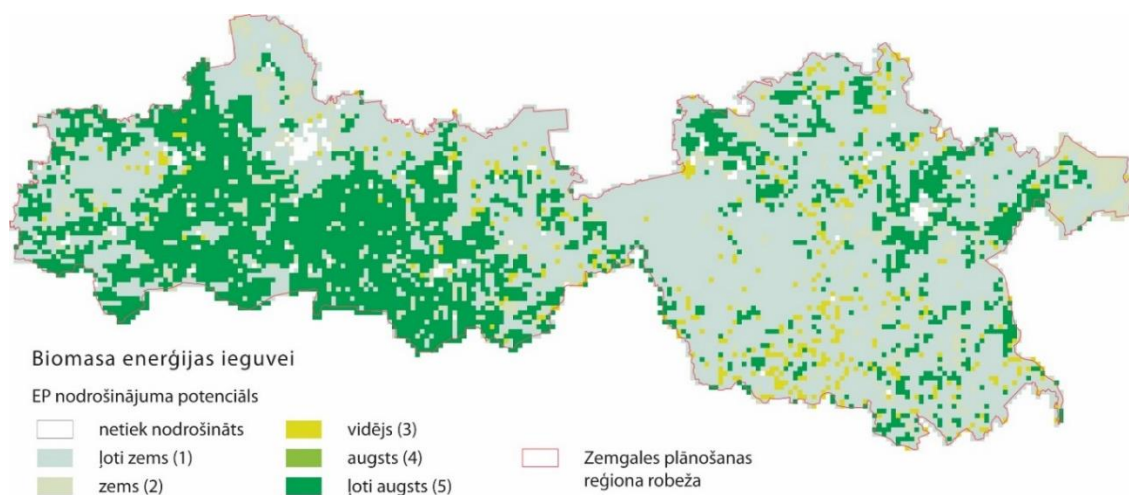 Biomasa enerģijas ieguvei
EP nodrošinājuma potenciāls
netiek nodrošināts
ļoti zems (1)
zems (2)
vidējs (3)
augsts (4)
ļoti augsts (5)
Zemgales plānošanas
reģiona robeža